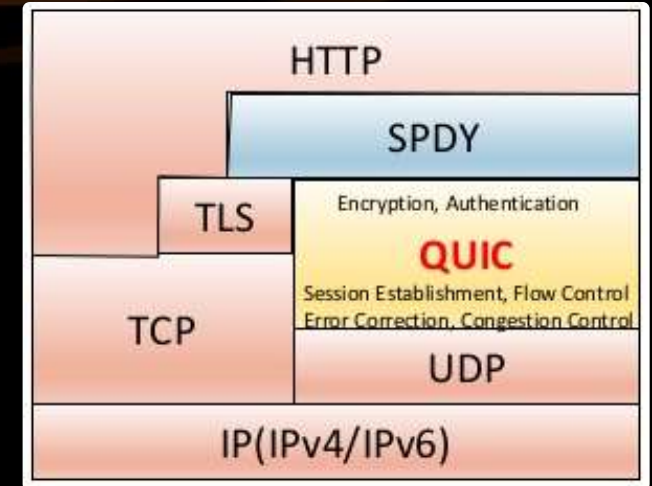 HTTP
SPDY
TLS
Encryption, Authentication
QUIC
Session Establishment, Flow Control
Error Correction, Congestion Control
TCP
UDP
IP(IPv4/IPv6)